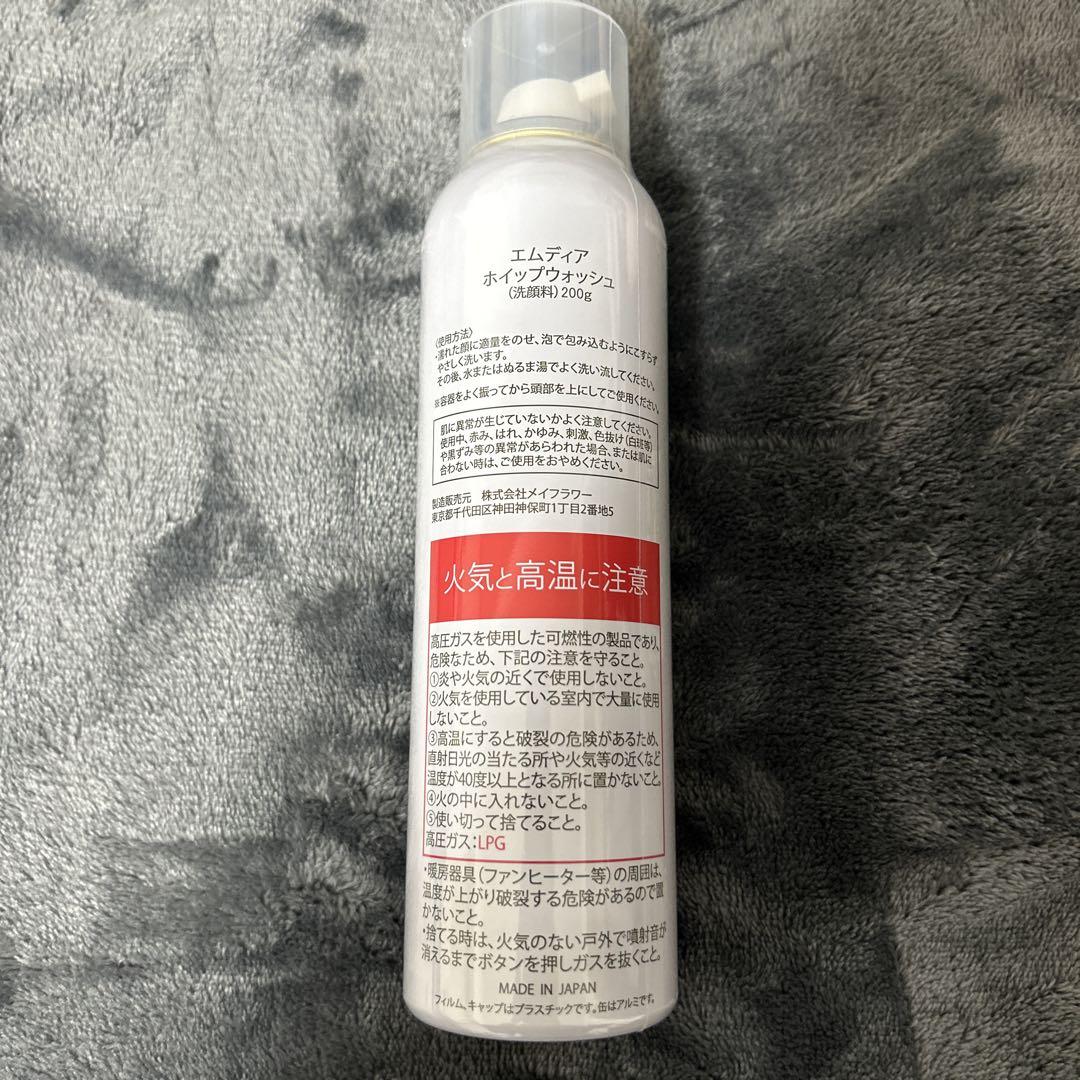 エムディア
ホイップウォッシュ
(洗顔料)200g
〈使用方法〉
・濡れた顔に適量をのせ、泡で包み込むようにこすらず
やさしく洗います。
その後、水またはぬるま湯でよく洗い流してください。
※容器をよく振ってから頭部を上にしてご使用ください。
肌に異常が生じていないかよく注意してください。
使用中、赤み、はれ、かゆみ、刺激、色抜け(白斑等)
や黒ずみ等の異常があらわれた場合、または肌に
合わない時は、ご使用をおやめください。
製造販売元 株式会社メイフラワー
東京都千代田区神田神保町1丁目2番地5
火気と高温に注意
高圧ガスを使用した可燃性の製品であり、
危険なため、下記の注意を守ること。
①炎や火気の近くで使用しないこと。
②火気を使用している室内で大量に使用
しないこと。
③高温にすると破裂の危険があるため、
直射日光の当たる所や火気等の近くなど
温度が40度以上となる所に置かないこと。
④火の中に入れないこと。
⑤使い切って捨てること。
高圧ガス:LPG
・暖房器具(ファンヒーター等)の周囲は、
温度が上がり破裂する危険があるので置
かないこと。
・捨てる時は、火気のない戸外で噴射音が
消えるまでボタンを押しガスを抜くこと。
MADE IN JAPAN
フィルム、キャップはプラスチックです。缶はアルミです。